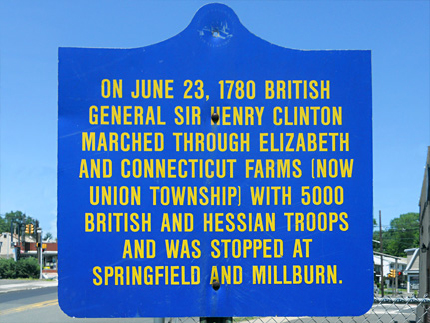 ON JUNE 23, 1780 BRITISH
GENERAL SIR HENRY CLINTON
MARCHED THROUGH ELIZABETH
AND CONNECTICUT FARMS (NOW
UNION TOWNSHIP) WITH 5000
BRITISH AND HESSIAN TROOPS
AND WAS STOPPED AT
SPRINGFIELD AND MILLBURN.